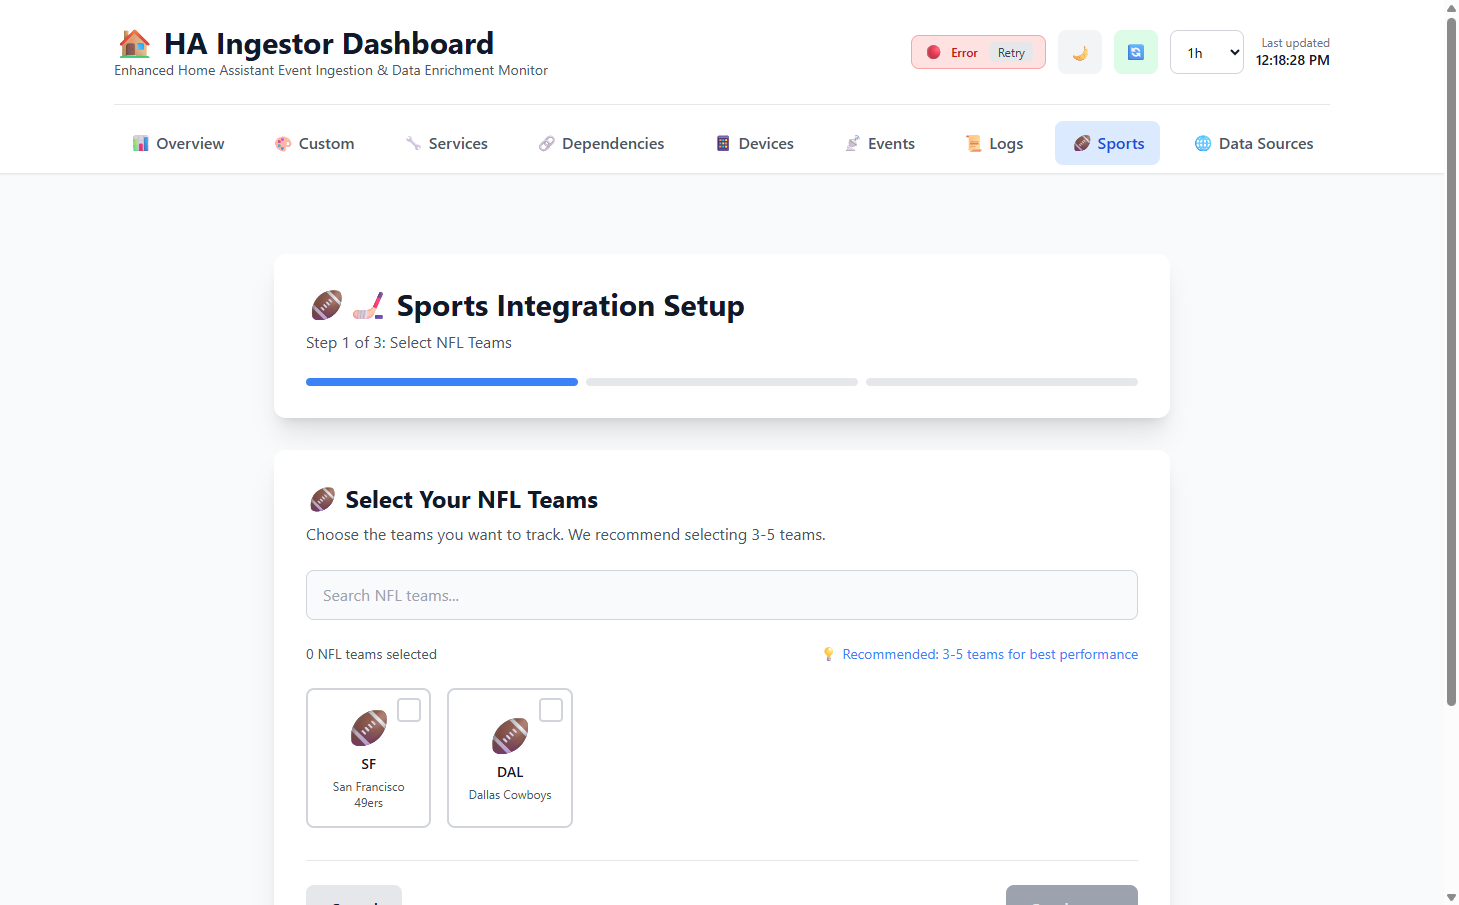 HA Ingestor Dashboard
Enhanced Home Assistant Event Ingestion & Data Enrichment Monitor
Error Retry
1h
Last updated
12:18:28 PM
Overview Custom Services Dependencies Devices Events Logs Sports Data Sources
Sports Integration Setup
Step 1 of 3: Select NFL Teams
Select Your NFL Teams
Choose the teams you want to track. We recommend selecting 3-5 teams.
Search NFL teams...
0 NFL teams selected
Recommended: 3-5 teams for best performance
SF
San Francisco
49ers
DAL
Dallas Cowboys